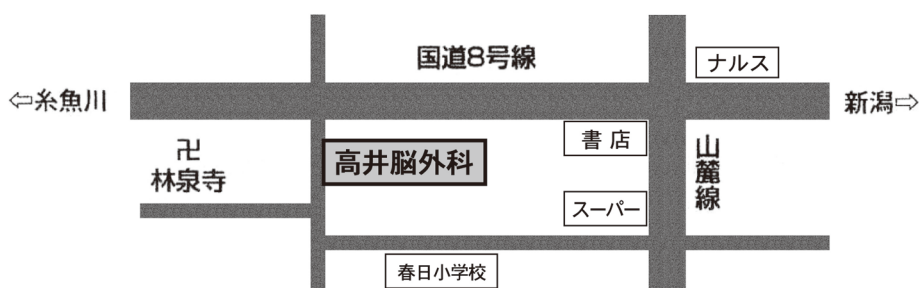 国道8号線
ナルス
⇦糸魚川
新潟⇨
書店
卍
林泉寺
高井脳外科
山麓線
スーパー
春日小学校